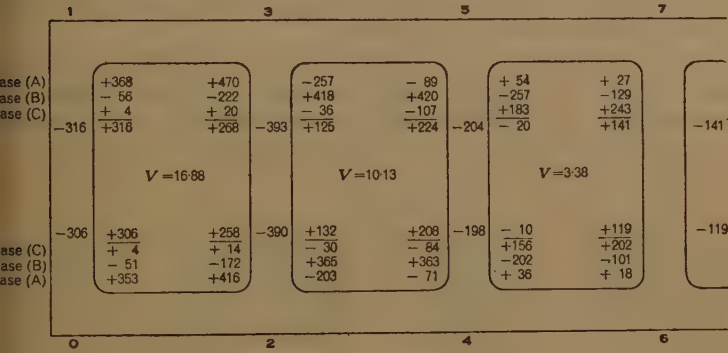 1 3 5 7
ase (A) +368 +470 -257 - 89 + 54 + 27
ase (B) - 56 -222 +418 +420 -257 -129
ase (C) + 4 + 20 - 36 -107 +183 +243
-316 +316 +268 -393 +125 +224 -204 - 20 +141 -141
V =16·88 V =10·13 V =3·38
-306 +306 +258 -390 +132 +208 -198 - 10 +119 -119
ase (C) + 4 + 14 - 30 - 84 +156 +202
ase (B) - 51 -172 +365 +363 -202 -101
ase (A) +353 +416 -203 - 71 + 36 + 18
0 2 4 6